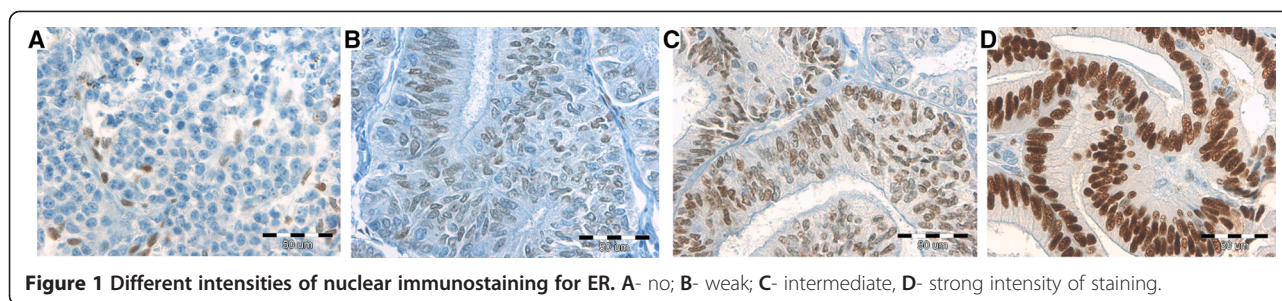 A B C D
50 um 50 um 50 um 50 um
Figure 1 Different intensities of nuclear immunostaining for ER. A- no; B- weak; C- intermediate, D- strong intensity of staining.